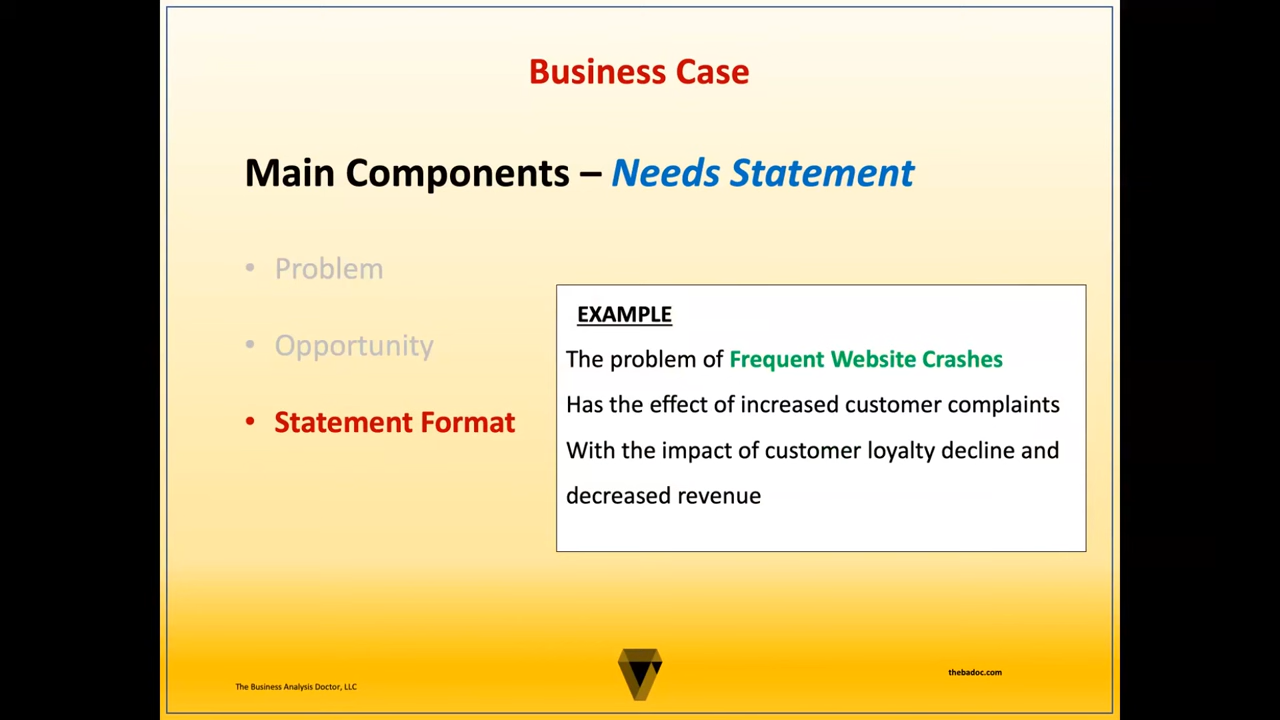 Business Case
Main Components – Needs Statement
• Problem
• Opportunity
• Statement Format
EXAMPLE
The problem of Frequent Website Crashes
Has the effect of increased customer complaints
With the impact of customer loyalty decline and
decreased revenue
The Business Analysis Doctor, LLC
thebadoc.com